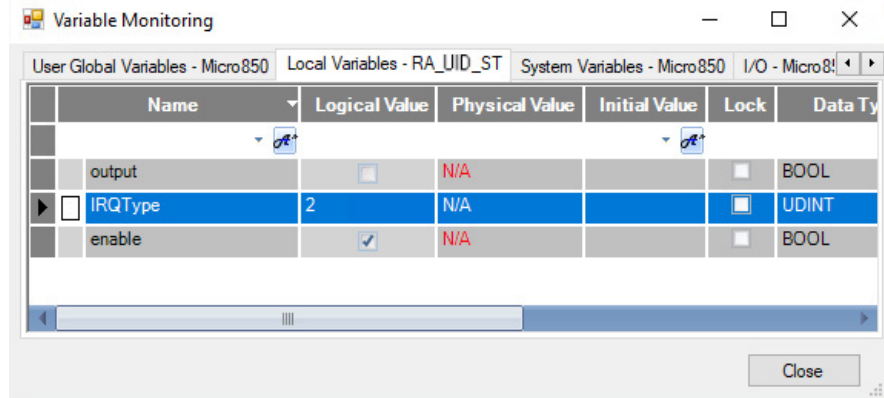 Variable Monitoring
User Global Variables - Micro850 Local Variables - RA_UID_ST System Variables - Micro850 I/O - Micro8!
Name Logical Value Physical Value Initial Value Lock Data Ty
output N/A BOOL
IRQType 2 N/A UDINT
enable N/A BOOL
Close